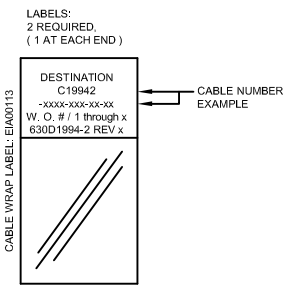 LABELS:
2 REQUIRED,
( 1 AT EACH END )
DESTINATION
C19942
-xxxx-xxx-xx-xx
W. O. # / 1 through x
630D1994-2 REV x
CABLE NUMBER
EXAMPLE
CABLE WRAP LABEL: EIA00113